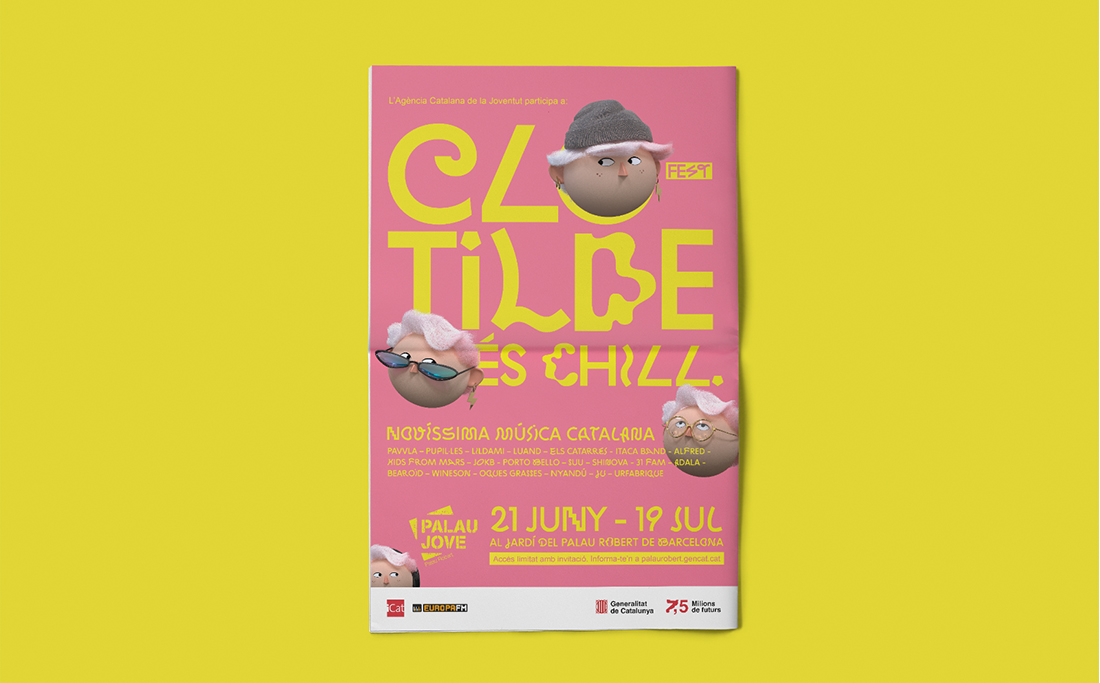 L'Agència Catalana de la Joventut participa a:
CLO
FEST
TiLDE
ÉS CHILL.
NOVÍSSIMA MÚSICA CATALANA
PAVVLA – PUPIL·LES – LILDAMI – LUAND – ELS CATARRES – ITACA BAND – ALFRED –
KIDS FROM MARS – JOKB – PORTO BELLO – SUU – SHINOVA – 31 FAM – ADALA –
BEAROID – WINESON – OQUES GRASSES – NYANDÚ – JU – URFABRIQUE
PALAU
JOVE
21 JUNY – 19 JUL
AL JARDÍ DEL PALAU ROBERT DE BARCELONA
Accés limitat amb invitació. Informa-te'n a palaurobert.gencat.cat
iCat
EUROPA FM
Generalitat
de Catalunya
7,5 Milions
de futurs